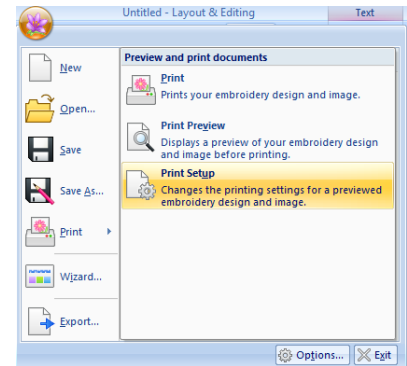 Untitled - Layout & Editing
Text
New
Open...
Save
Save As...
Print
Wizard...
Export...
Preview and print documents
Print
Prints your embroidery design and image.
Print Preview
Displays a preview of your embroidery design
and image before printing.
Print Setup
Changes the printing settings for a previewed
embroidery design and image.
Options...
Exit